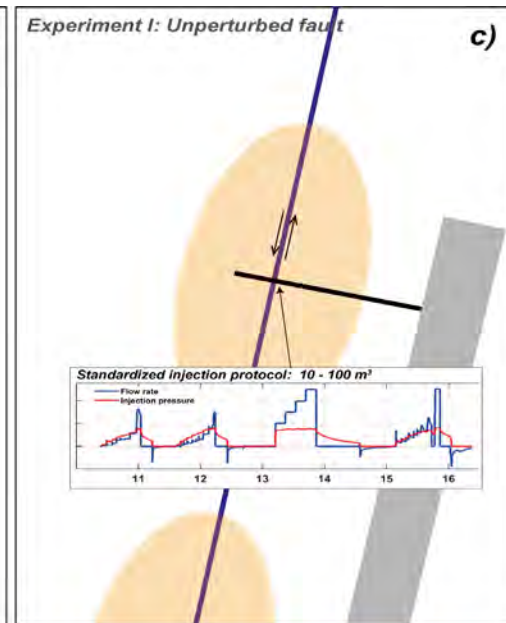 Experiment I: Unperturbed fault
c)
Standardized injection protocol: 10 - 100 m³
Flow rate
Injection pressure
11 12 13 14 15 16